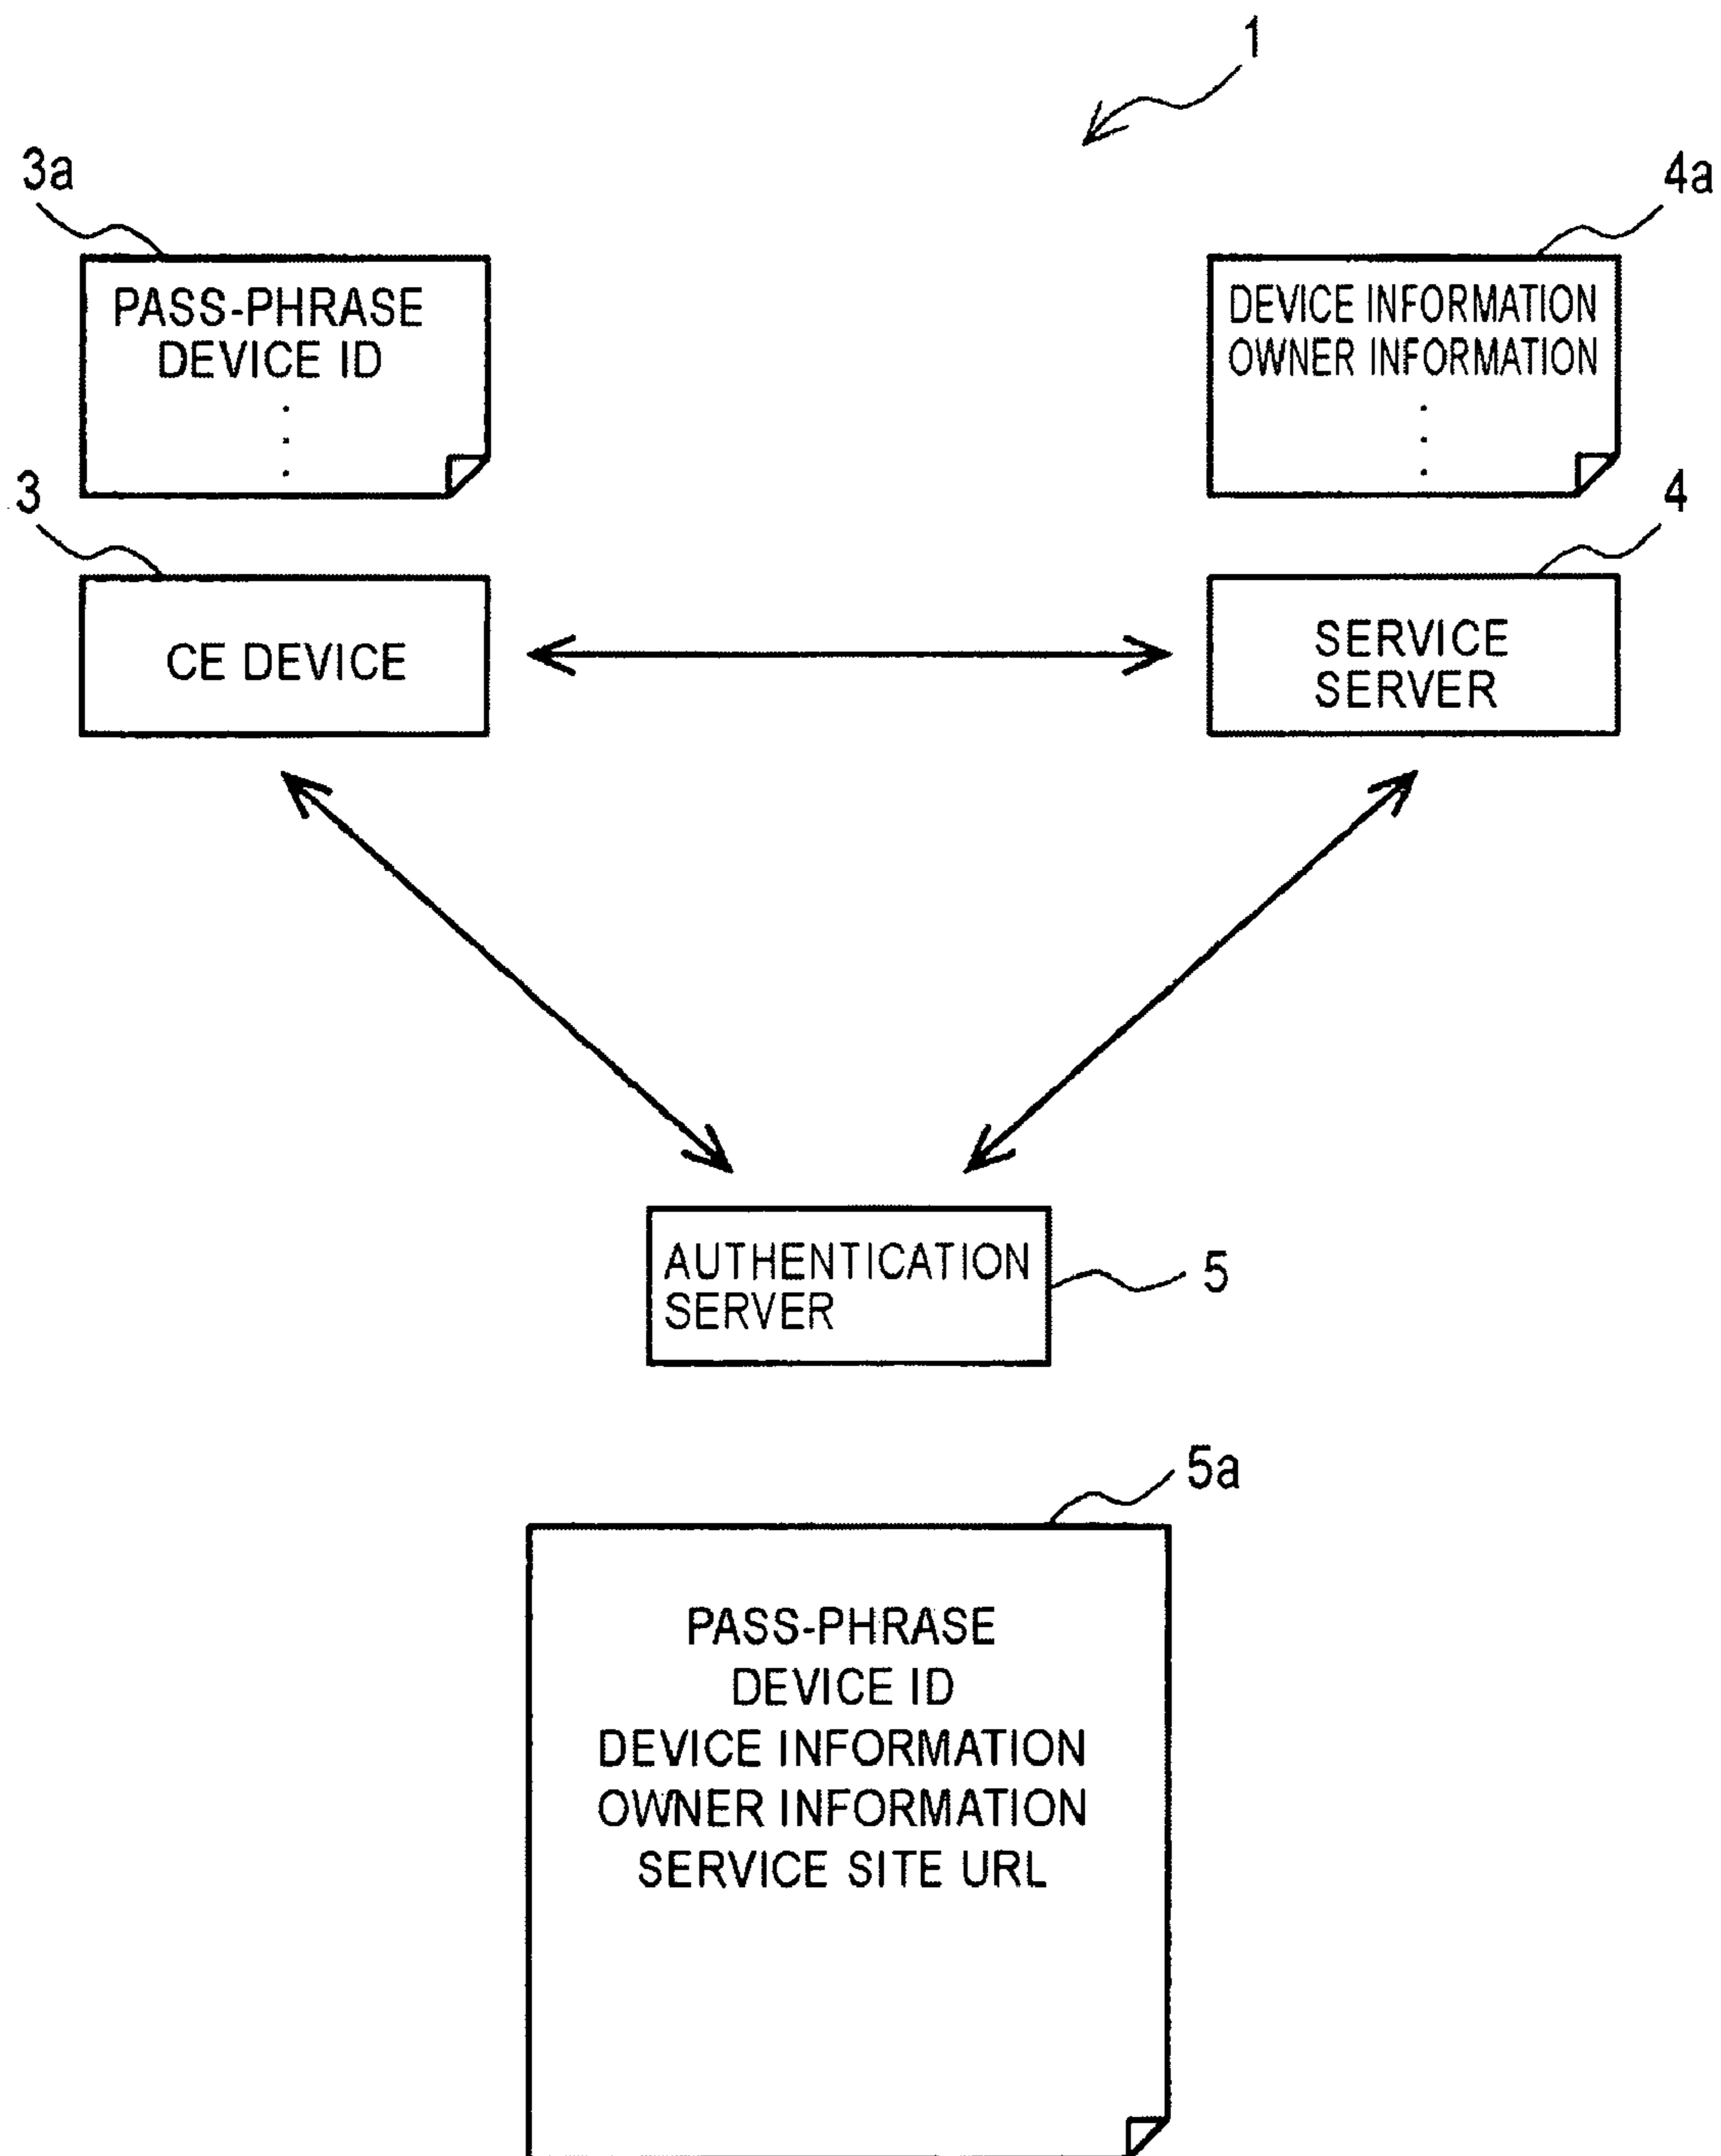 1
3a
4a
PASS-PHRASE
DEVICE ID
DEVICE INFORMATION
OWNER INFORMATION
3
4
CE DEVICE
SERVICE
SERVER
AUTHENTICATION
SERVER
5
5a
PASS-PHRASE
DEVICE ID
DEVICE INFORMATION
OWNER INFORMATION
SERVICE SITE URL